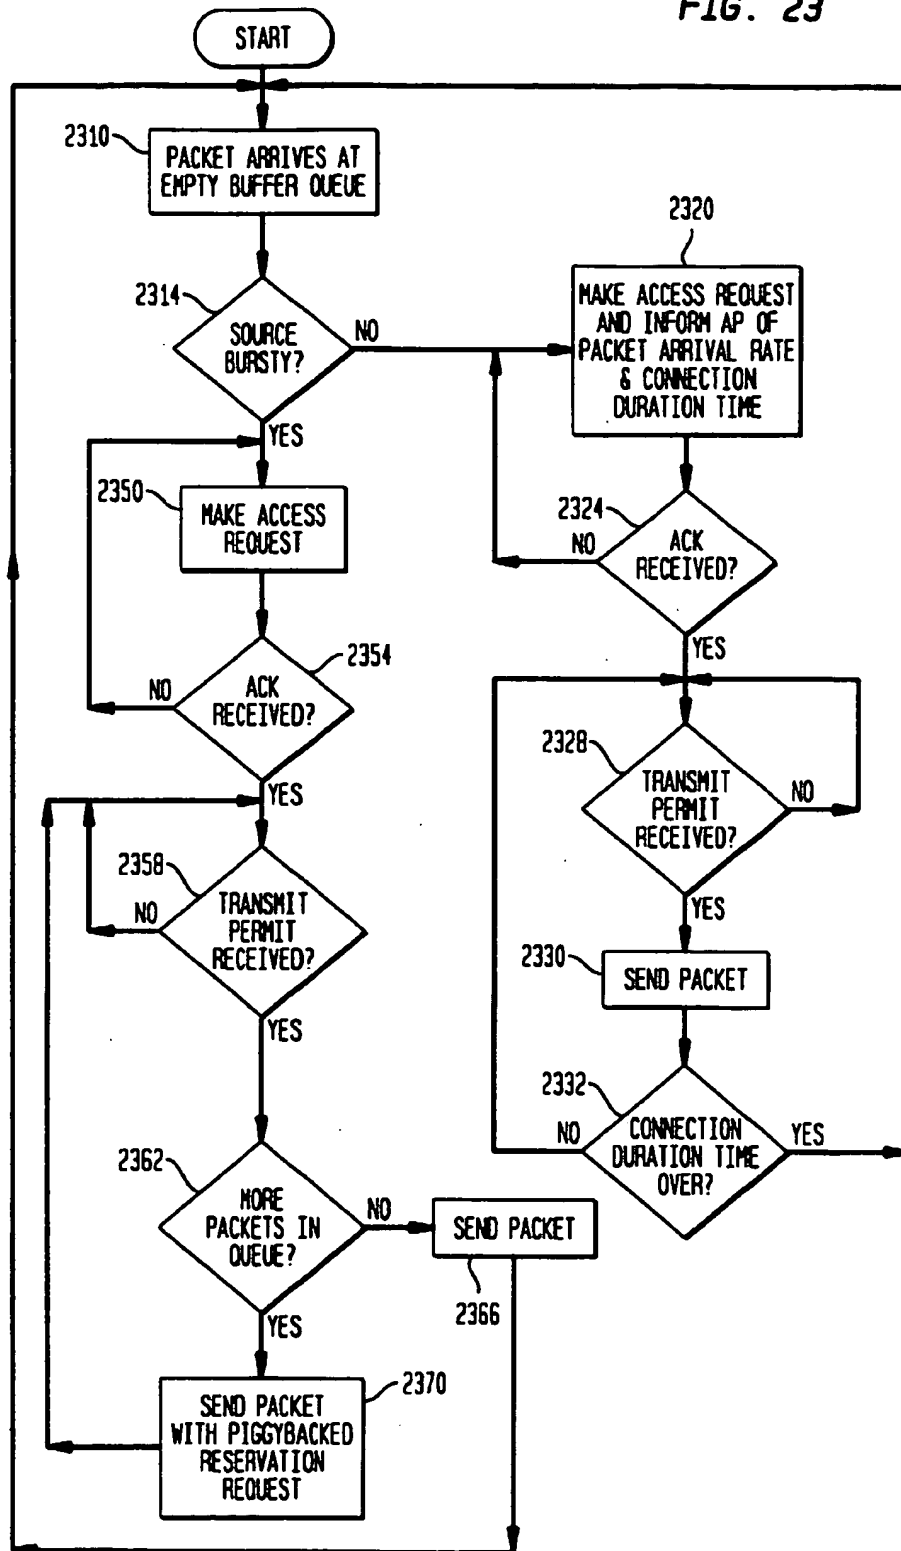 FIG. 23
START
2310
PACKET ARRIVES AT
EMPTY BUFFER QUEUE
2314
SOURCE
BURSTY?
NO
YES
2320
MAKE ACCESS REQUEST
AND INFORM AP OF
PACKET ARRIVAL RATE
& CONNECTION
DURATION TIME
2350
MAKE ACCESS
REQUEST
2324
ACK
RECEIVED?
NO
YES
2354
ACK
RECEIVED?
NO
YES
2328
TRANSMIT
PERMIT
RECEIVED?
NO
YES
2358
TRANSMIT
PERMIT
RECEIVED?
NO
YES
2330
SEND PACKET
2332
CONNECTION
DURATION TIME
OVER?
NO
YES
2362
MORE
PACKETS IN
QUEUE?
NO
YES
SEND PACKET
2366
2370
SEND PACKET
WITH PIGGYBACKED
RESERVATION
REQUEST